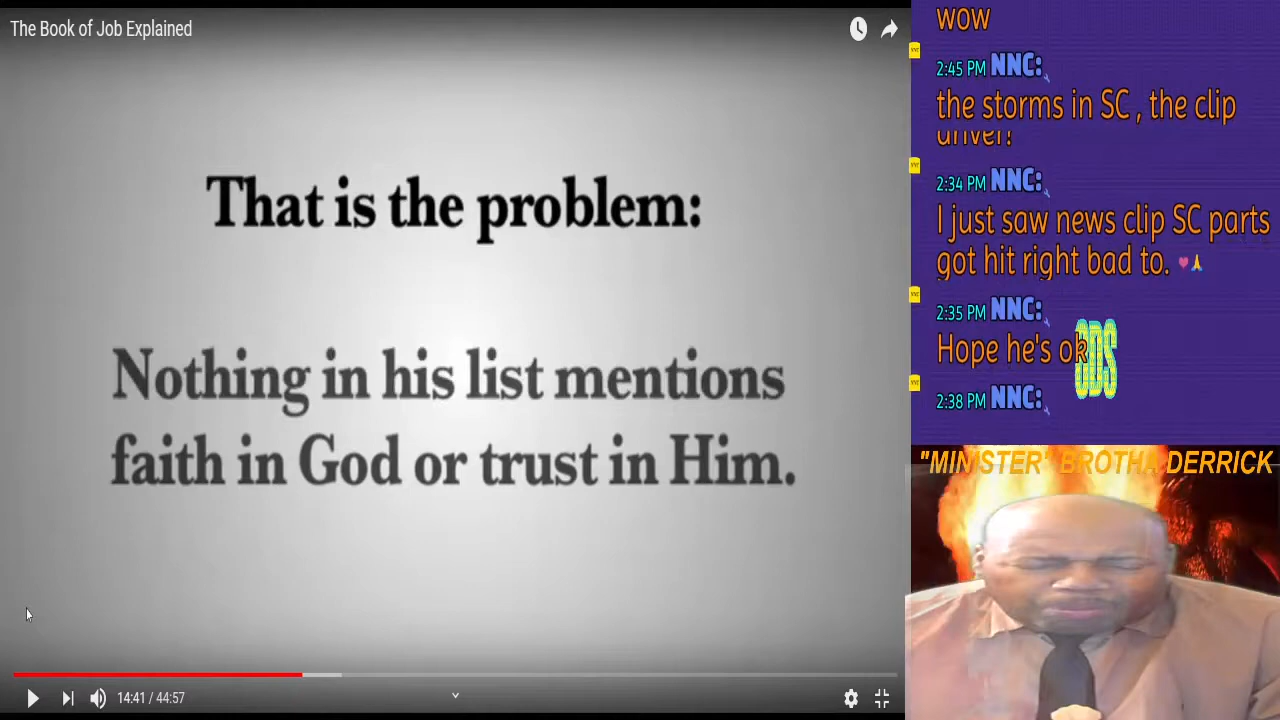 The Book of Job Explained
That is the problem:
Nothing in his list mentions
faith in God or trust in Him.
14:41 / 44:57
WOW
2:45 PM NNC:
the storms in SC , the clip
driver!
2:34 PM NNC:
I just saw news clip SC parts
got hit right bad to.
2:35 PM NNC:
Hope he's ok
2:38 PM NNC:
"MINISTER" BROTHA DERRICK